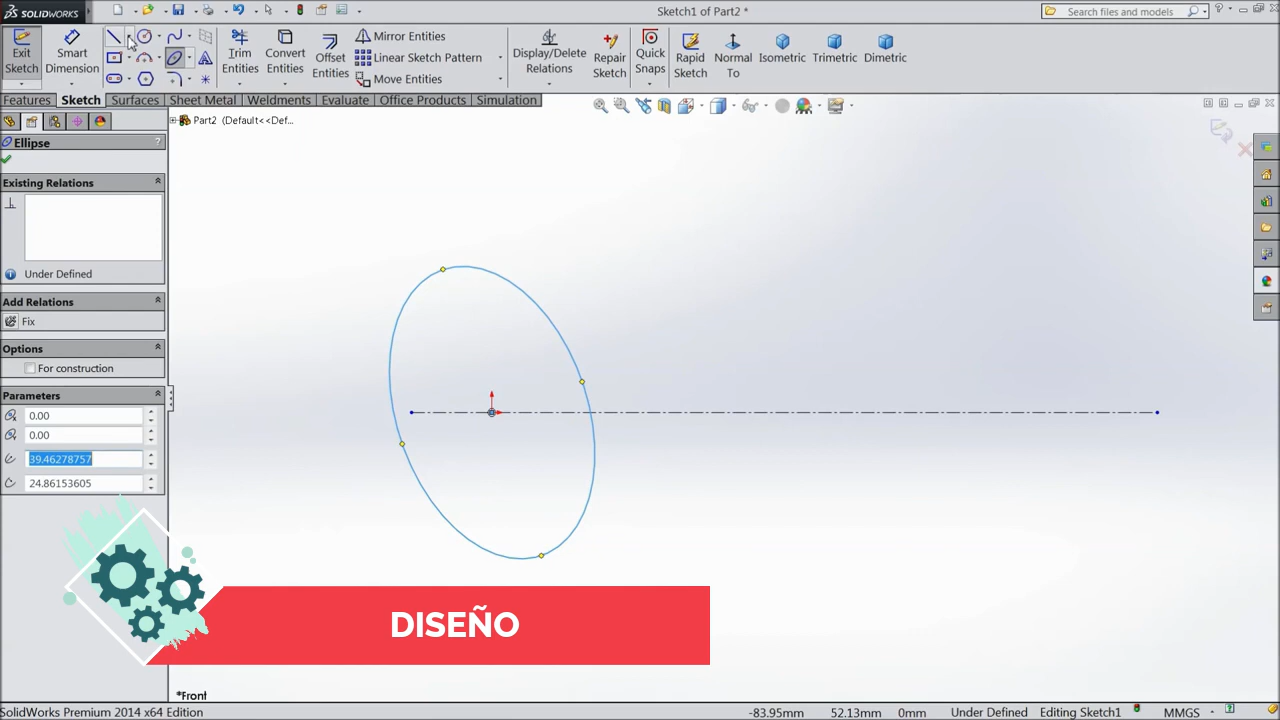 SOLIDWORKS
Sketch1 of Part2 *
Search files and models
Exit Sketch
Smart Dimension
Trim Entities
Convert Entities
Offset Entities
Mirror Entities
Linear Sketch Pattern
Move Entities
Display/Delete Relations
Repair Sketch
Quick Snaps
Rapid Sketch
Normal To
Isometric
Trimetric
Dimetric
Features
Sketch
Surfaces
Sheet Metal
Weldments
Evaluate
Office Products
Simulation
Part2 (Default<<Def...
Ellipse
?
Existing Relations
Under Defined
Add Relations
Fix
Options
For construction
Parameters
0.00
0.00
39.46278757
24.86153605
DISEÑO
*Front
SolidWorks Premium 2014 x64 Edition
-83.95mm
52.13mm
0mm
Under Defined
Editing Sketch1
MMGS